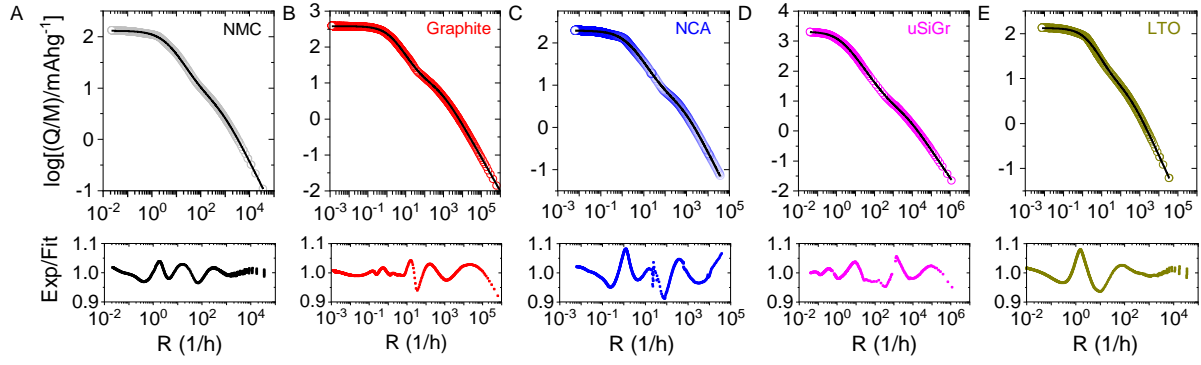 A
NMC
log[(Q/M)/mAhg⁻¹]
2
1
0
-1
10⁻² 10⁰ 10² 10⁴
B
Graphite
3
2
1
0
-1
-2
10⁻³ 10⁻¹ 10¹ 10³ 10⁵
C
NCA
2
1
0
-1
10⁻³ 10⁻¹ 10¹ 10³ 10⁵
D
uSiGr
4
3
2
1
0
-1
-2
10⁻² 10⁰ 10² 10⁴ 10⁶
E
LTO
2
1
0
-1
10⁻³ 10⁻¹ 10¹ 10³ 10⁵
Exp/Fit
1.1
1.0
0.9
10⁻² 10⁰ 10² 10⁴
R (1/h)
1.1
1.0
0.9
10⁻³ 10⁻¹ 10¹ 10³ 10⁵
R (1/h)
1.1
1.0
0.9
10⁻³ 10⁻¹ 10¹ 10³ 10⁵
R (1/h)
1.1
1.0
0.9
10⁻² 10⁰ 10² 10⁴ 10⁶
R (1/h)
1.1
1.0
0.9
10⁻² 10⁰ 10² 10⁴
R (1/h)